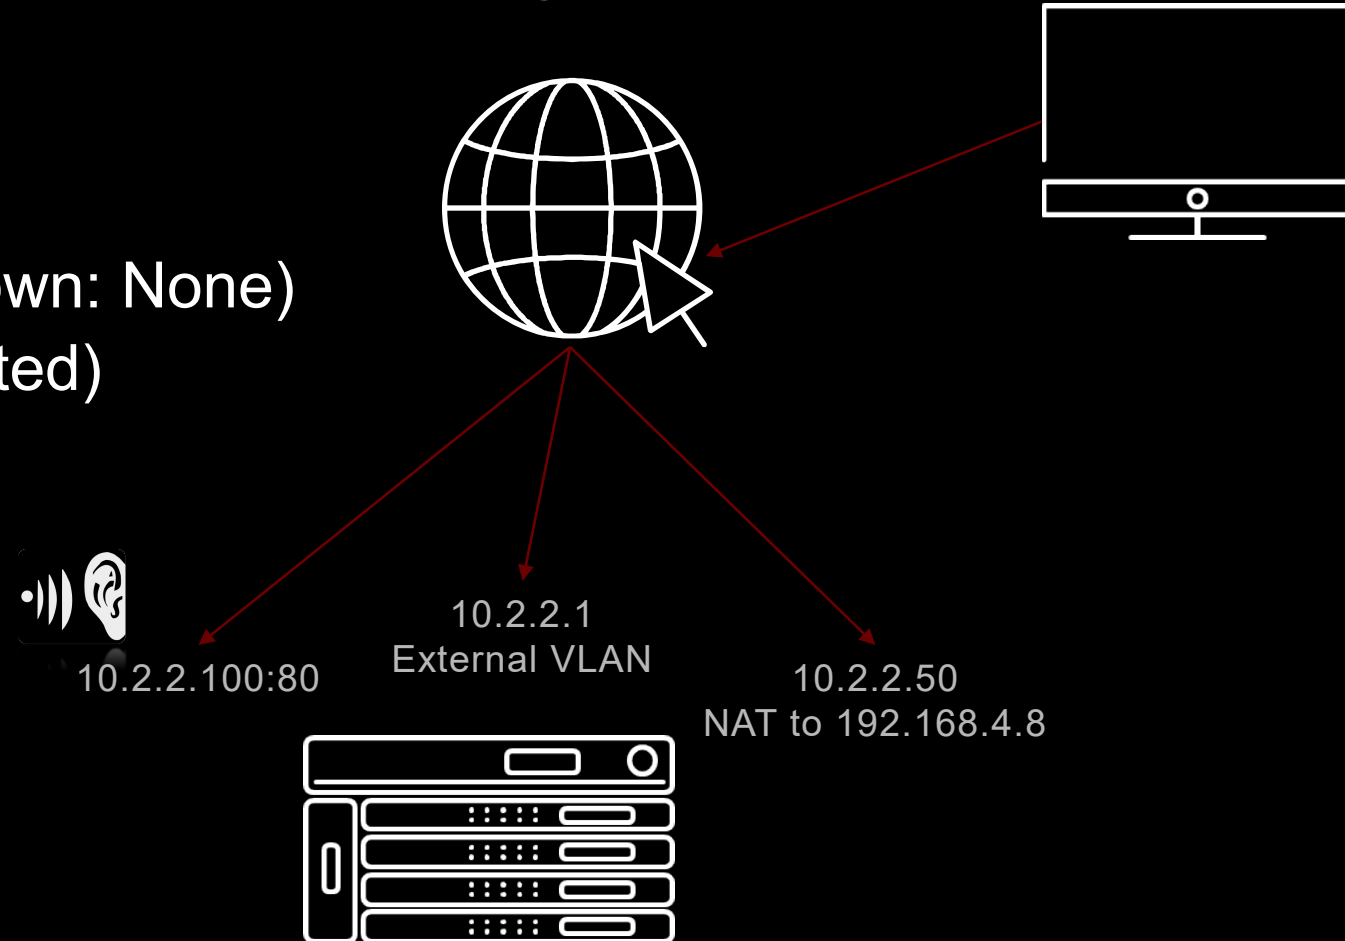 own: None)
ted)
10.2.2.1
External VLAN
10.2.2.100:80
10.2.2.50
NAT to 192.168.4.8